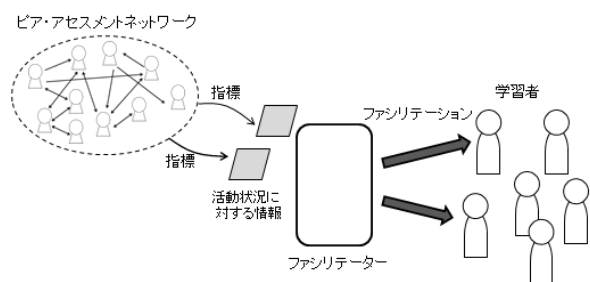 ピア・アセスメントネットワーク
指標
学習者
ファシリテーション
指標
活動状況に
対する情報
ファシリテーター